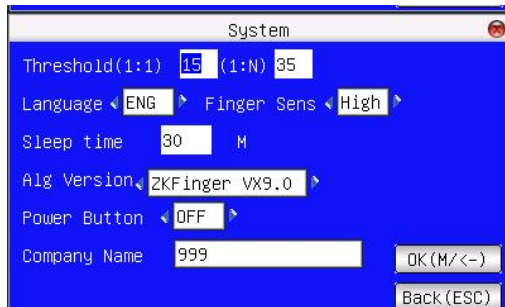 System
Threshold(1:1) 15 (1:N) 35
Language ENG Finger Sens High
Sleep time 30 M
Alg Version ZKFinger VX9.0
Power Button OFF
Company Name 999
OK(M/<-)
Back(ESC)